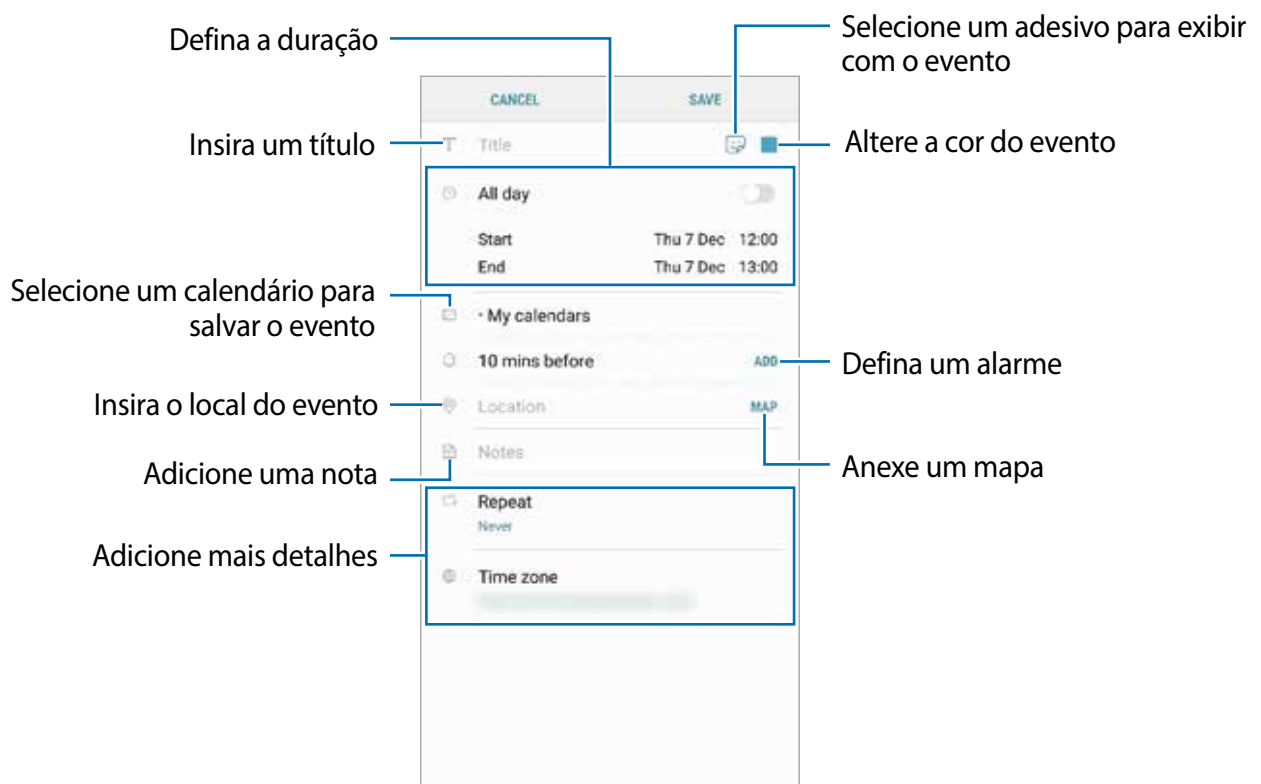 Defina a duração
Selecione um adesivo para exibir
com o evento
CANCEL
SAVE
Insira um título
Title
Altere a cor do evento
All day
Start Thu 7 Dec 12:00
End Thu 7 Dec 13:00
Selecione um calendário para
salvar o evento
• My calendars
10 mins before
ADD
Defina um alarme
Insira o local do evento
Location
MAP
Adicione uma nota
Notes
Anexe um mapa
Repeat
Never
Adicione mais detalhes
Time zone